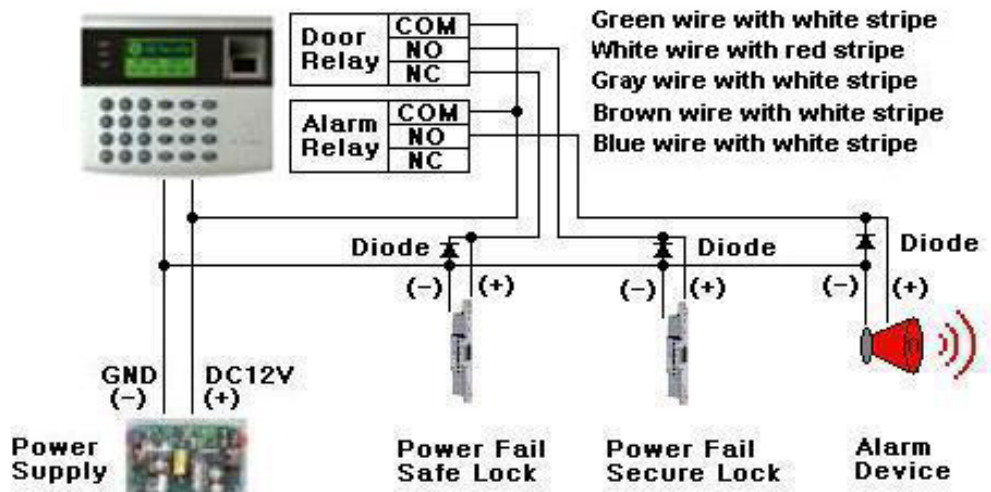 Door
Relay
COM
NO
NC
Green wire with white stripe
White wire with red stripe
Gray wire with white stripe
Alarm
Relay
COM
NO
NC
Brown wire with white stripe
Blue wire with white stripe
Diode
Diode
Diode
(-)
(+)
(-)
(+)
(-)
(+)
GND
(-)
DC12V
(+)
Power
Supply
Power Fail
Safe Lock
Power Fail
Secure Lock
Alarm
Device